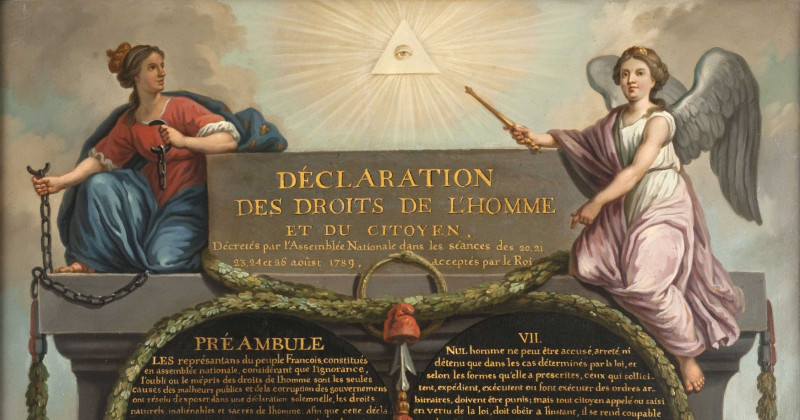 DÉCLARATION
DES DROITS DE L'HOMME
ET DU CITOYEN,
Décretés par l'Assemblée Nationale dans les séances des 20, 21
23, 24 et 26 août 1789, acceptés par le Roi
PRÉAMBULE
LES représantans du peuple Francois, constitués
en assemblée nationale, considérant que l'ignorance,
l'oubli ou le mépris des droits de l'homme sont les seules
causes des malheurs publics et de la corruption des gouvernemens
ont résolu d'exposer dans une déclaration solemnelle, les droits
naturels, inaliénables et sacrés de l'homme, afin que cette décla
VII.
NUL homme ne peut être accusé, arreté, ni
détenu que dans les cas déterminés par la loi, et
selon les formes qu'elle a prescrites, ceux qui sollici-
tent, expédient, exécutent ou font exécuter des ordres ar-
bitraires, doivent être punis; mais tout citoyen appelé ou saisi
en vertu de la loi, doit obéir à l'instant, il se rend coupable